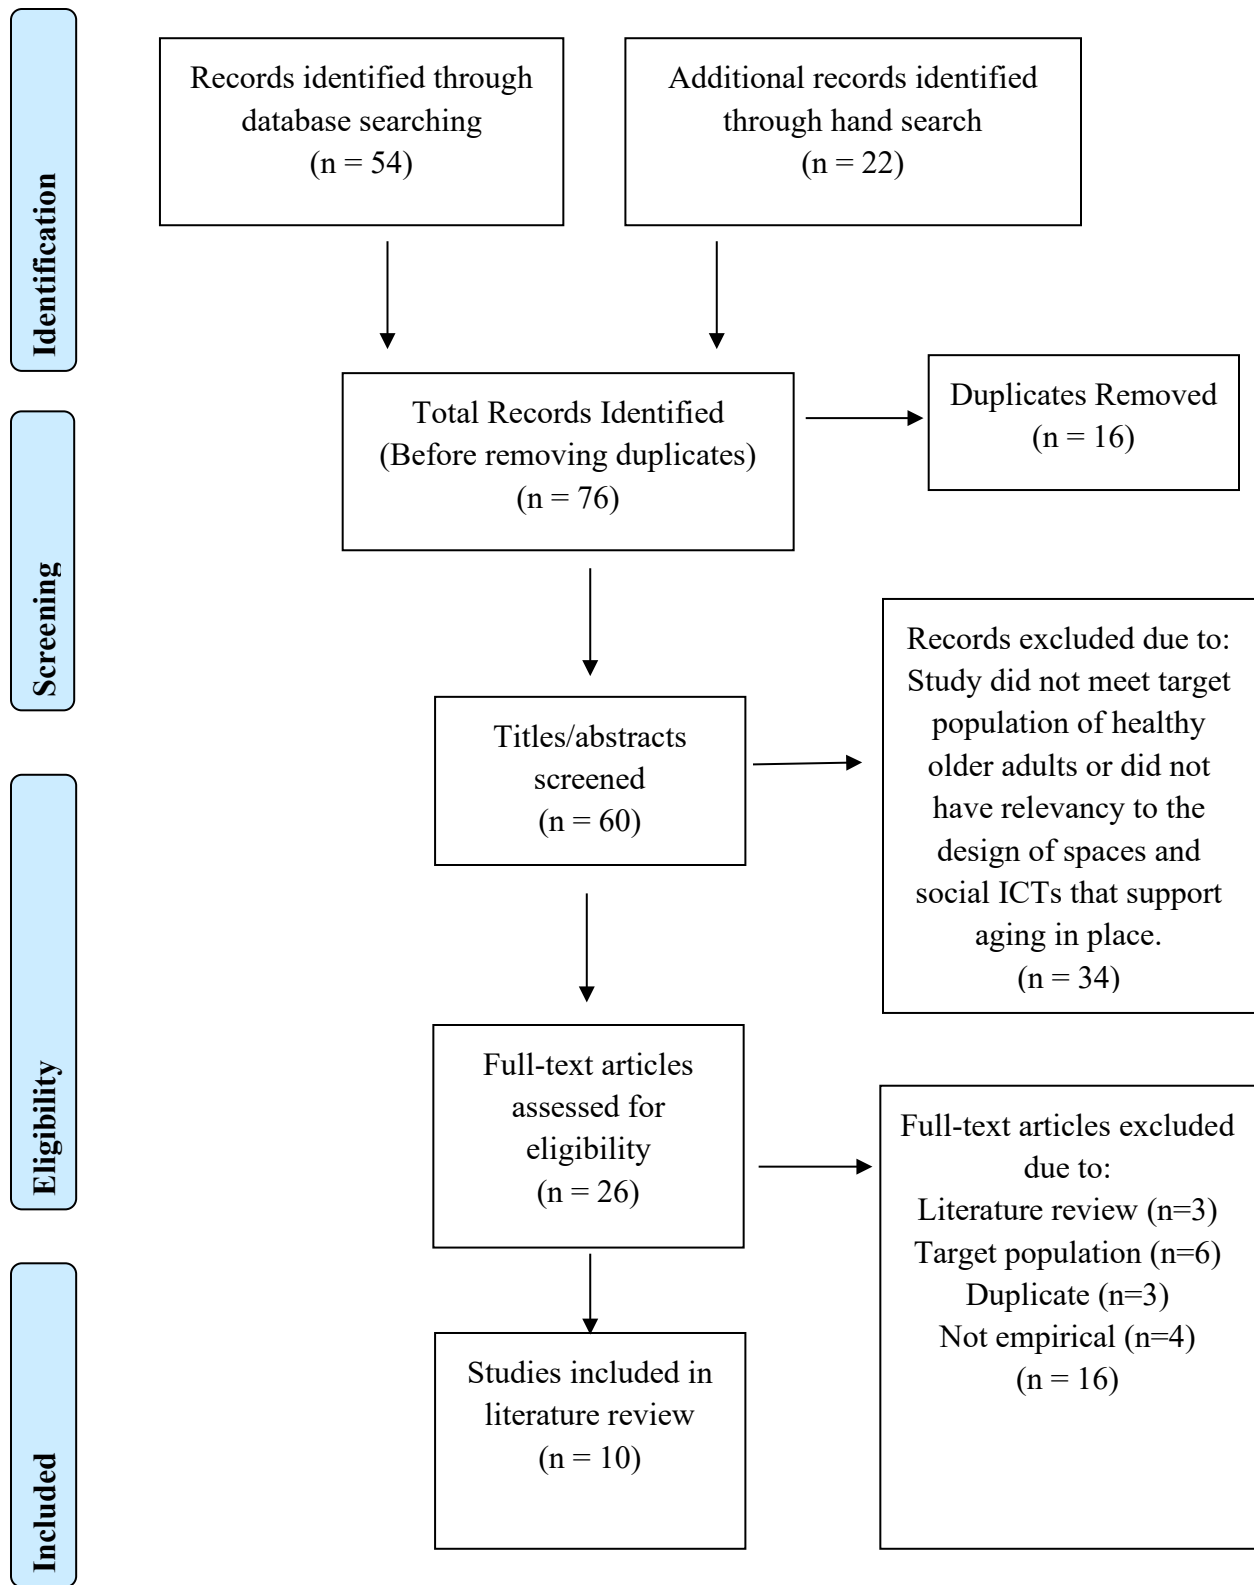 Identification
Records identified through
database searching
(n = 54)
Additional records identified
through hand search
(n = 22)
Total Records Identified
(Before removing duplicates)
(n = 76)
Duplicates Removed
(n = 16)
Screening
Titles/abstracts
screened
(n = 60)
Records excluded due to:
Study did not meet target
population of healthy
older adults or did not
have relevancy to the
design of spaces and
social ICTs that support
aging in place.
(n = 34)
Eligibility
Full-text articles
assessed for
eligibility
(n = 26)
Full-text articles excluded
due to:
Literature review (n=3)
Target population (n=6)
Duplicate (n=3)
Not empirical (n=4)
(n = 16)
Included
Studies included in
literature review
(n = 10)